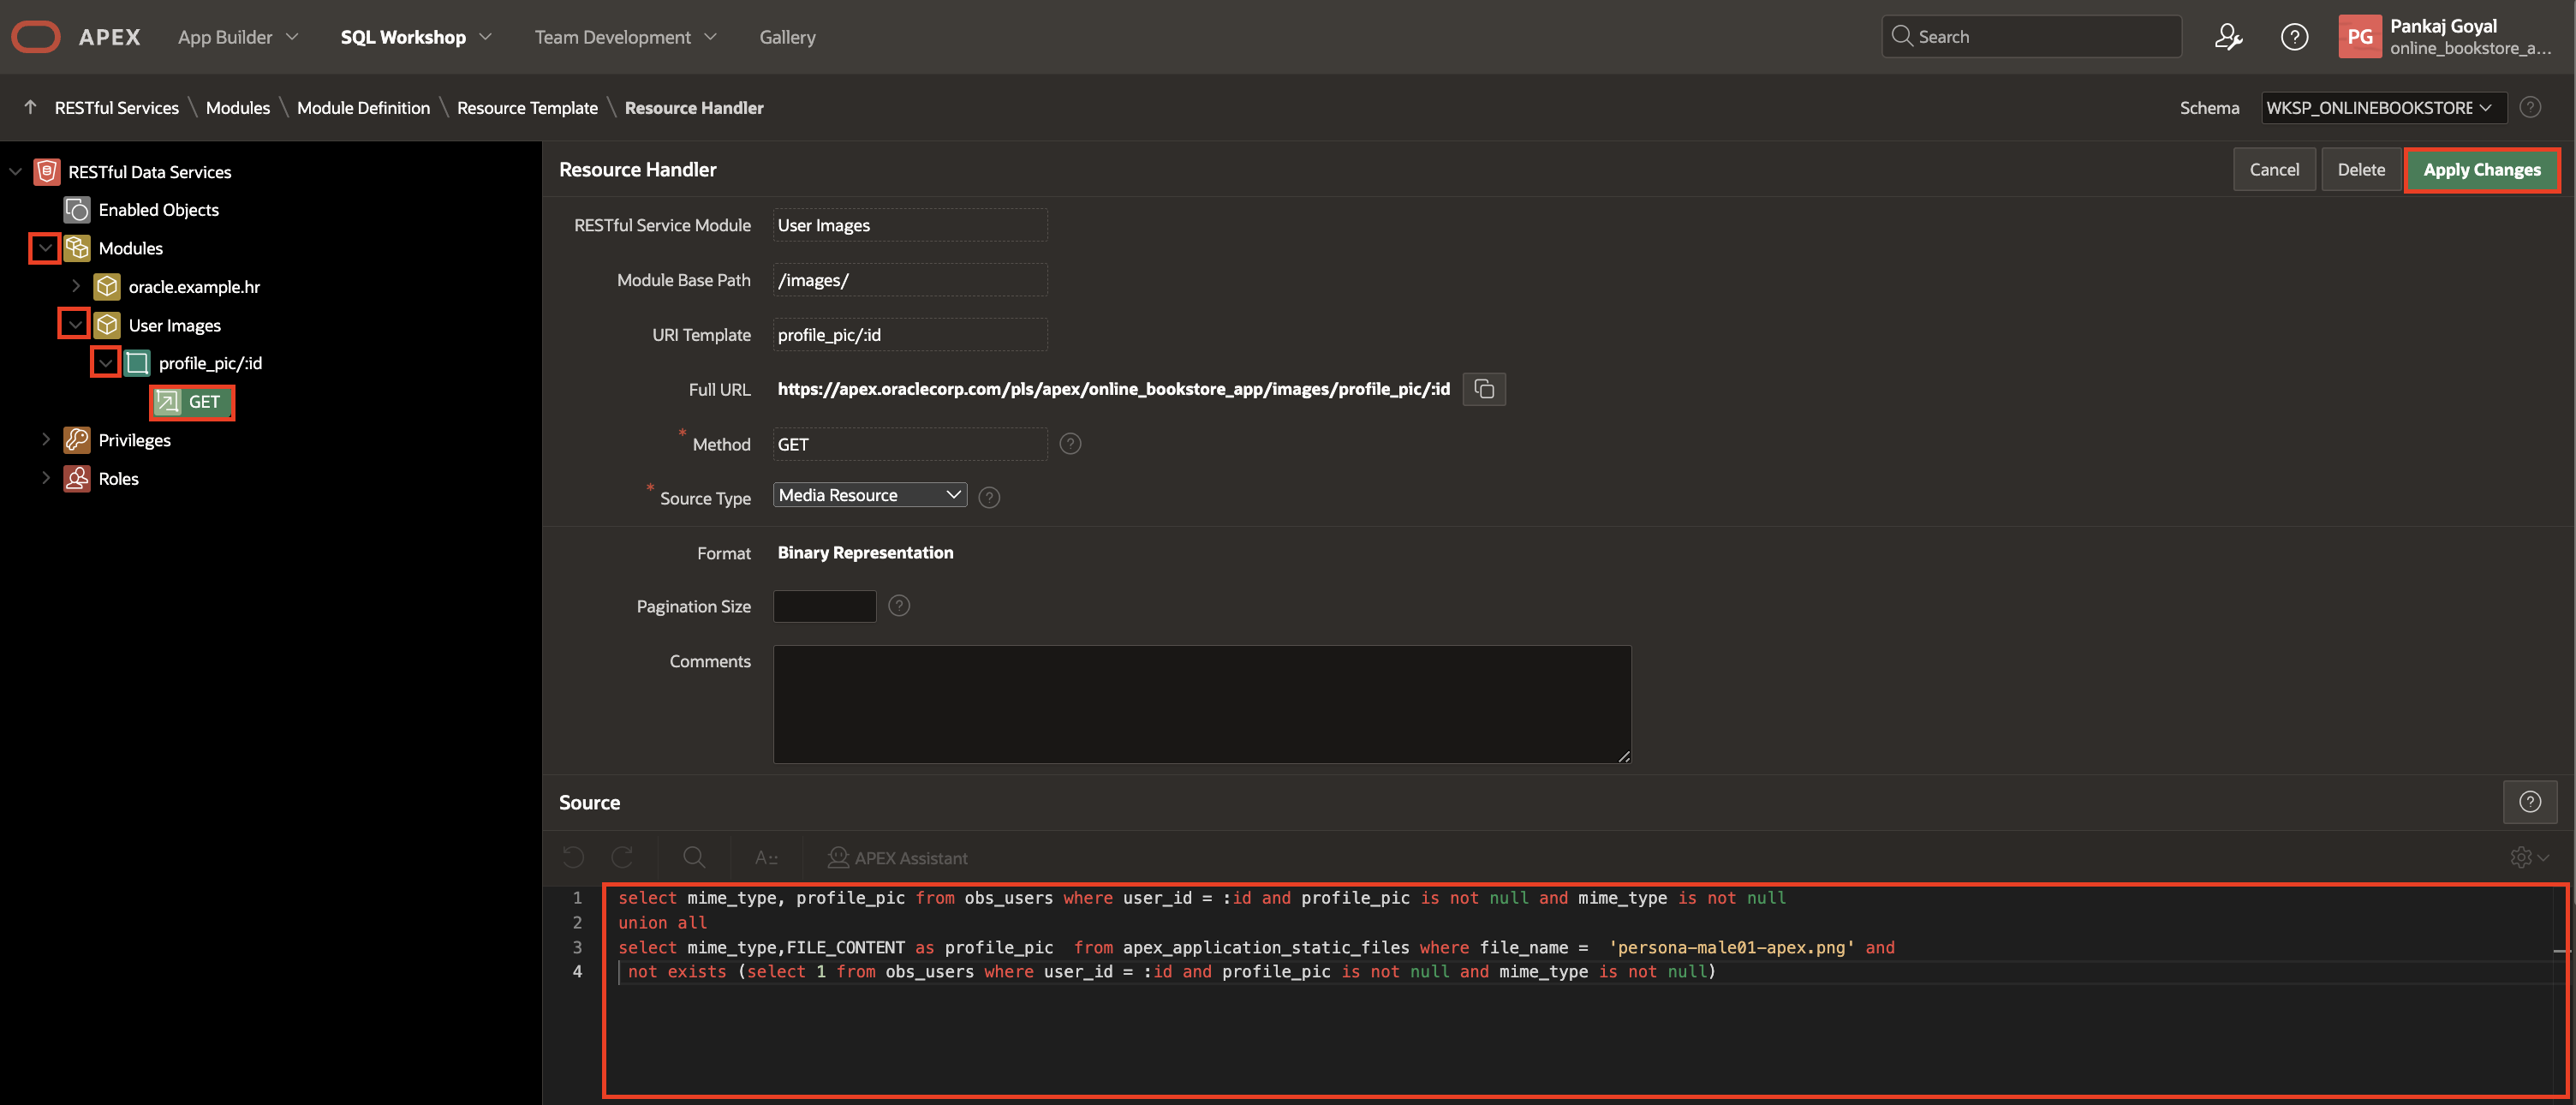 APEX App Builder SQL Workshop Team Development Gallery Search PG Pankaj Goyal
online_bookstore_a...
RESTful Services \ Modules \ Module Definition \ Resource Template \ Resource Handler Schema WKSP_ONLINEBOOKSTORE
RESTful Data Services
Enabled Objects
Modules
oracle.example.hr
User Images
profile_pic/:id
GET
Privileges
Roles
Resource Handler Cancel Delete Apply Changes
RESTful Service Module User Images
Module Base Path /images/
URI Template profile_pic/:id
Full URL https://apex.oraclecorp.com/pls/apex/online_bookstore_app/images/profile_pic/:id
* Method GET
* Source Type Media Resource
Format Binary Representation
Pagination Size
Comments
Source
APEX Assistant
1 select mime_type, profile_pic from obs_users where user_id = :id and profile_pic is not null and mime_type is not null
2 union all
3 select mime_type,FILE_CONTENT as profile_pic  from apex_application_static_files where file_name =  'persona-male01-apex.png' and
4 not exists (select 1 from obs_users where user_id = :id and profile_pic is not null and mime_type is not null)